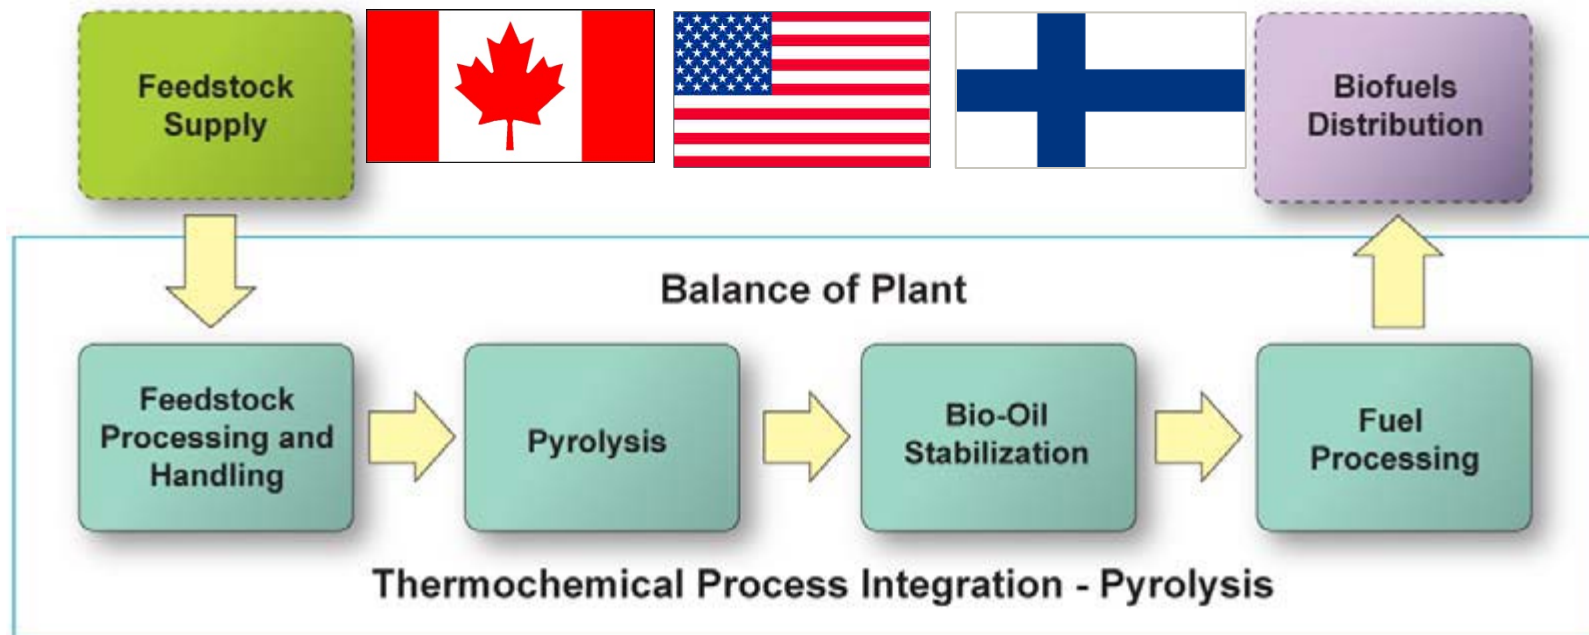 Feedstock
Supply
Biofuels
Distribution
Balance of Plant
Feedstock
Processing and
Handling
Pyrolysis
Bio-Oil
Stabilization
Fuel
Processing
Thermochemical Process Integration - Pyrolysis